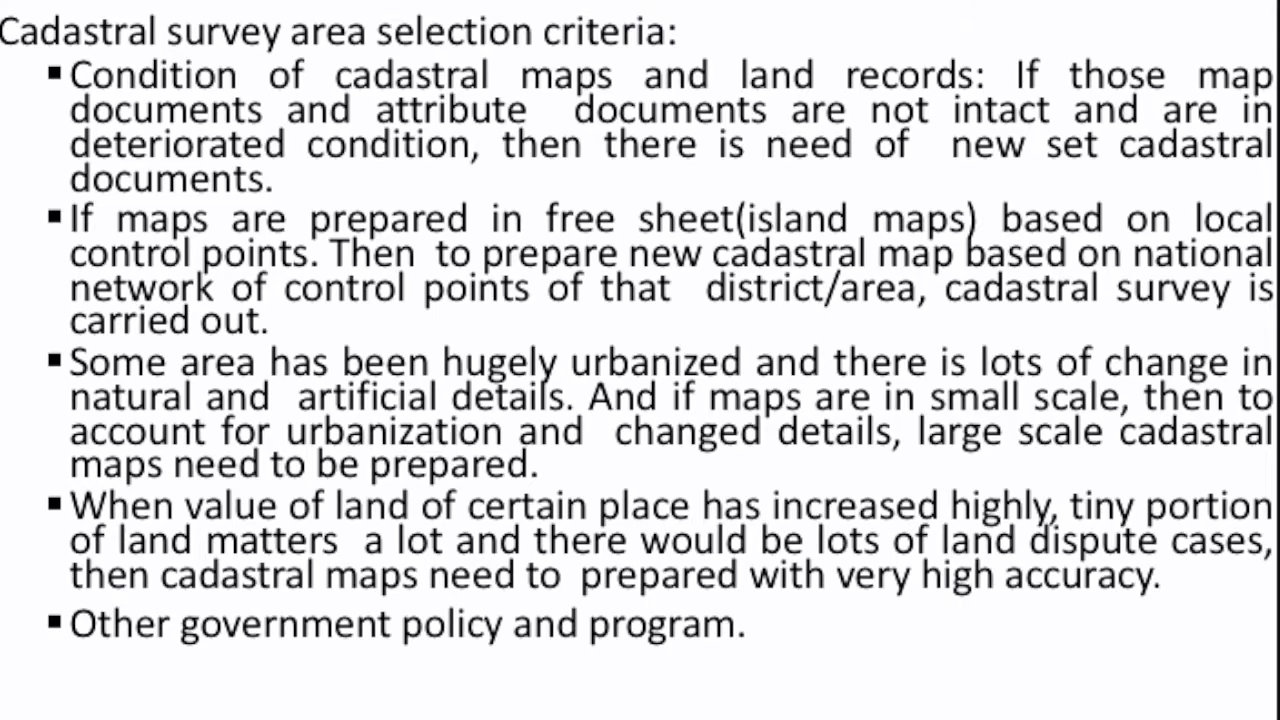 Cadastral survey area selection criteria:
▪Condition of cadastral maps and land records: If those map
documents and attribute documents are not intact and are in
deteriorated condition, then there is need of new set cadastral
documents.
▪If maps are prepared in free sheet(island maps) based on local
control points. Then to prepare new cadastral map based on national
network of control points of that district/area, cadastral survey is
carried out.
▪Some area has been hugely urbanized and there is lots of change in
natural and artificial details. And if maps are in small scale, then to
account for urbanization and changed details, large scale cadastral
maps need to be prepared.
▪When value of land of certain place has increased highly, tiny portion
of land matters a lot and there would be lots of land dispute cases,
then cadastral maps need to prepared with very high accuracy.
▪Other government policy and program.